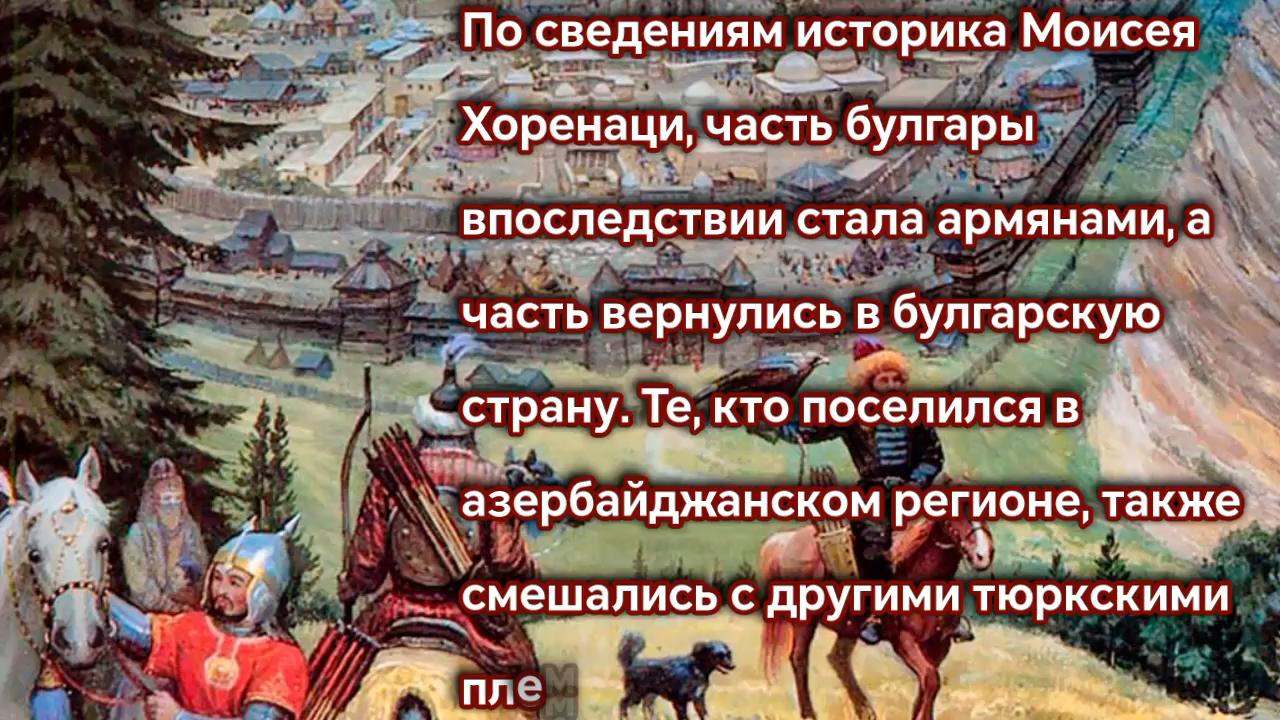 По сведениям историка Моисея
Хоренаци, часть булгары
впоследствии стала армянами, а
часть вернулись в булгарскую
страну. Те, кто поселился в
азербайджанском регионе, также
смешались с другими тюркскими
пле